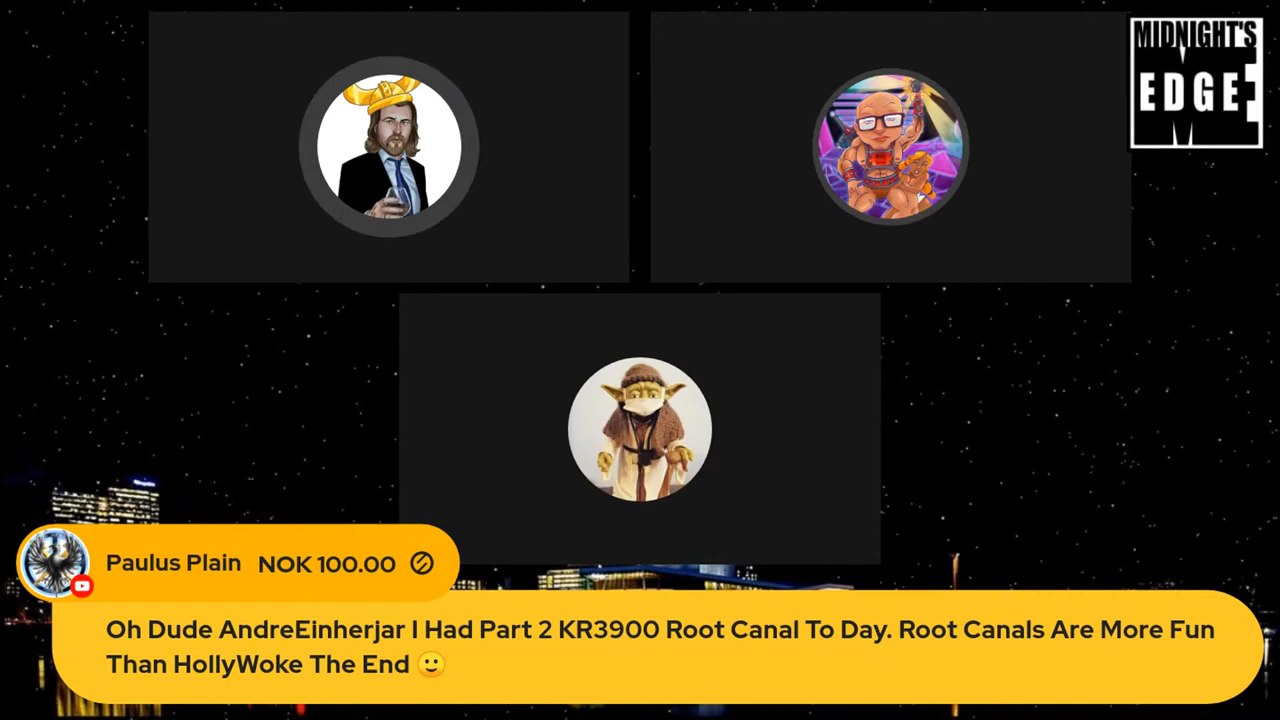 MIDNIGHT'S
EDGE
Paulus Plain NOK 100.00
Oh Dude AndreEinherjar I Had Part 2 KR3900 Root Canal To Day. Root Canals Are More Fun
Than HollyWoke The End 🙂